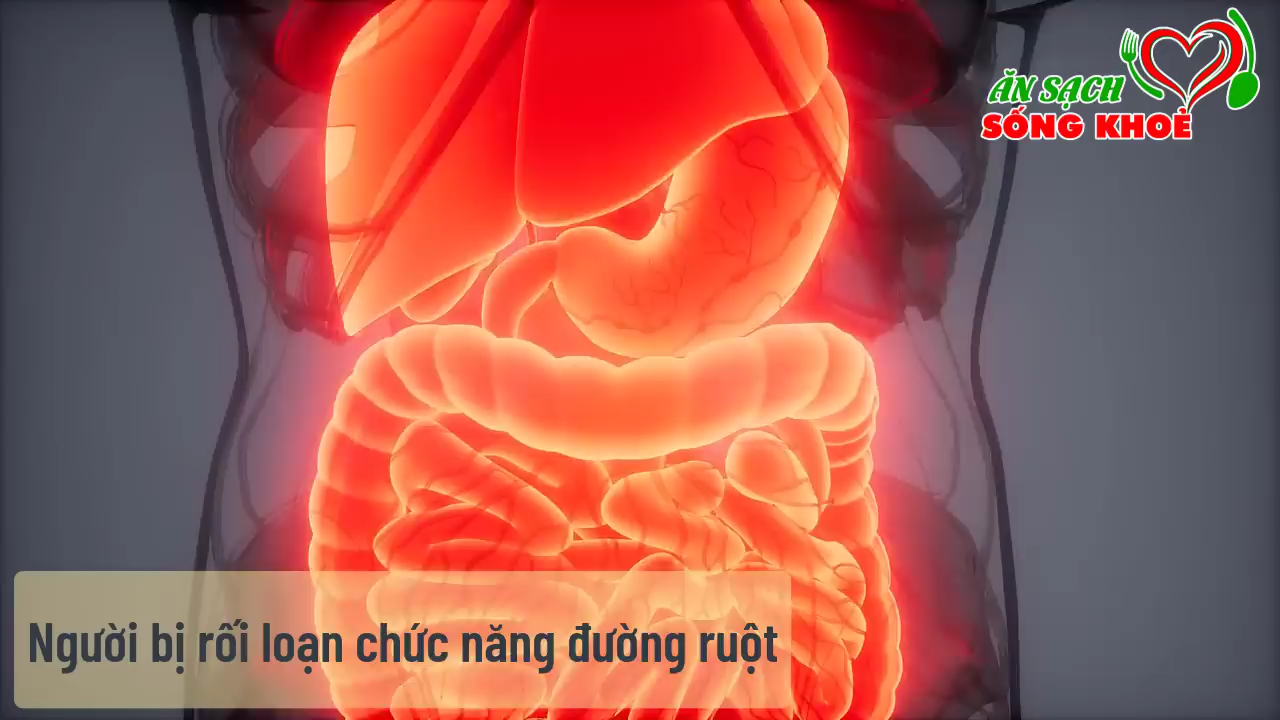 ĂN SẠCH
SỐNG KHOẺ
Người bị rối loạn chức năng đường ruột